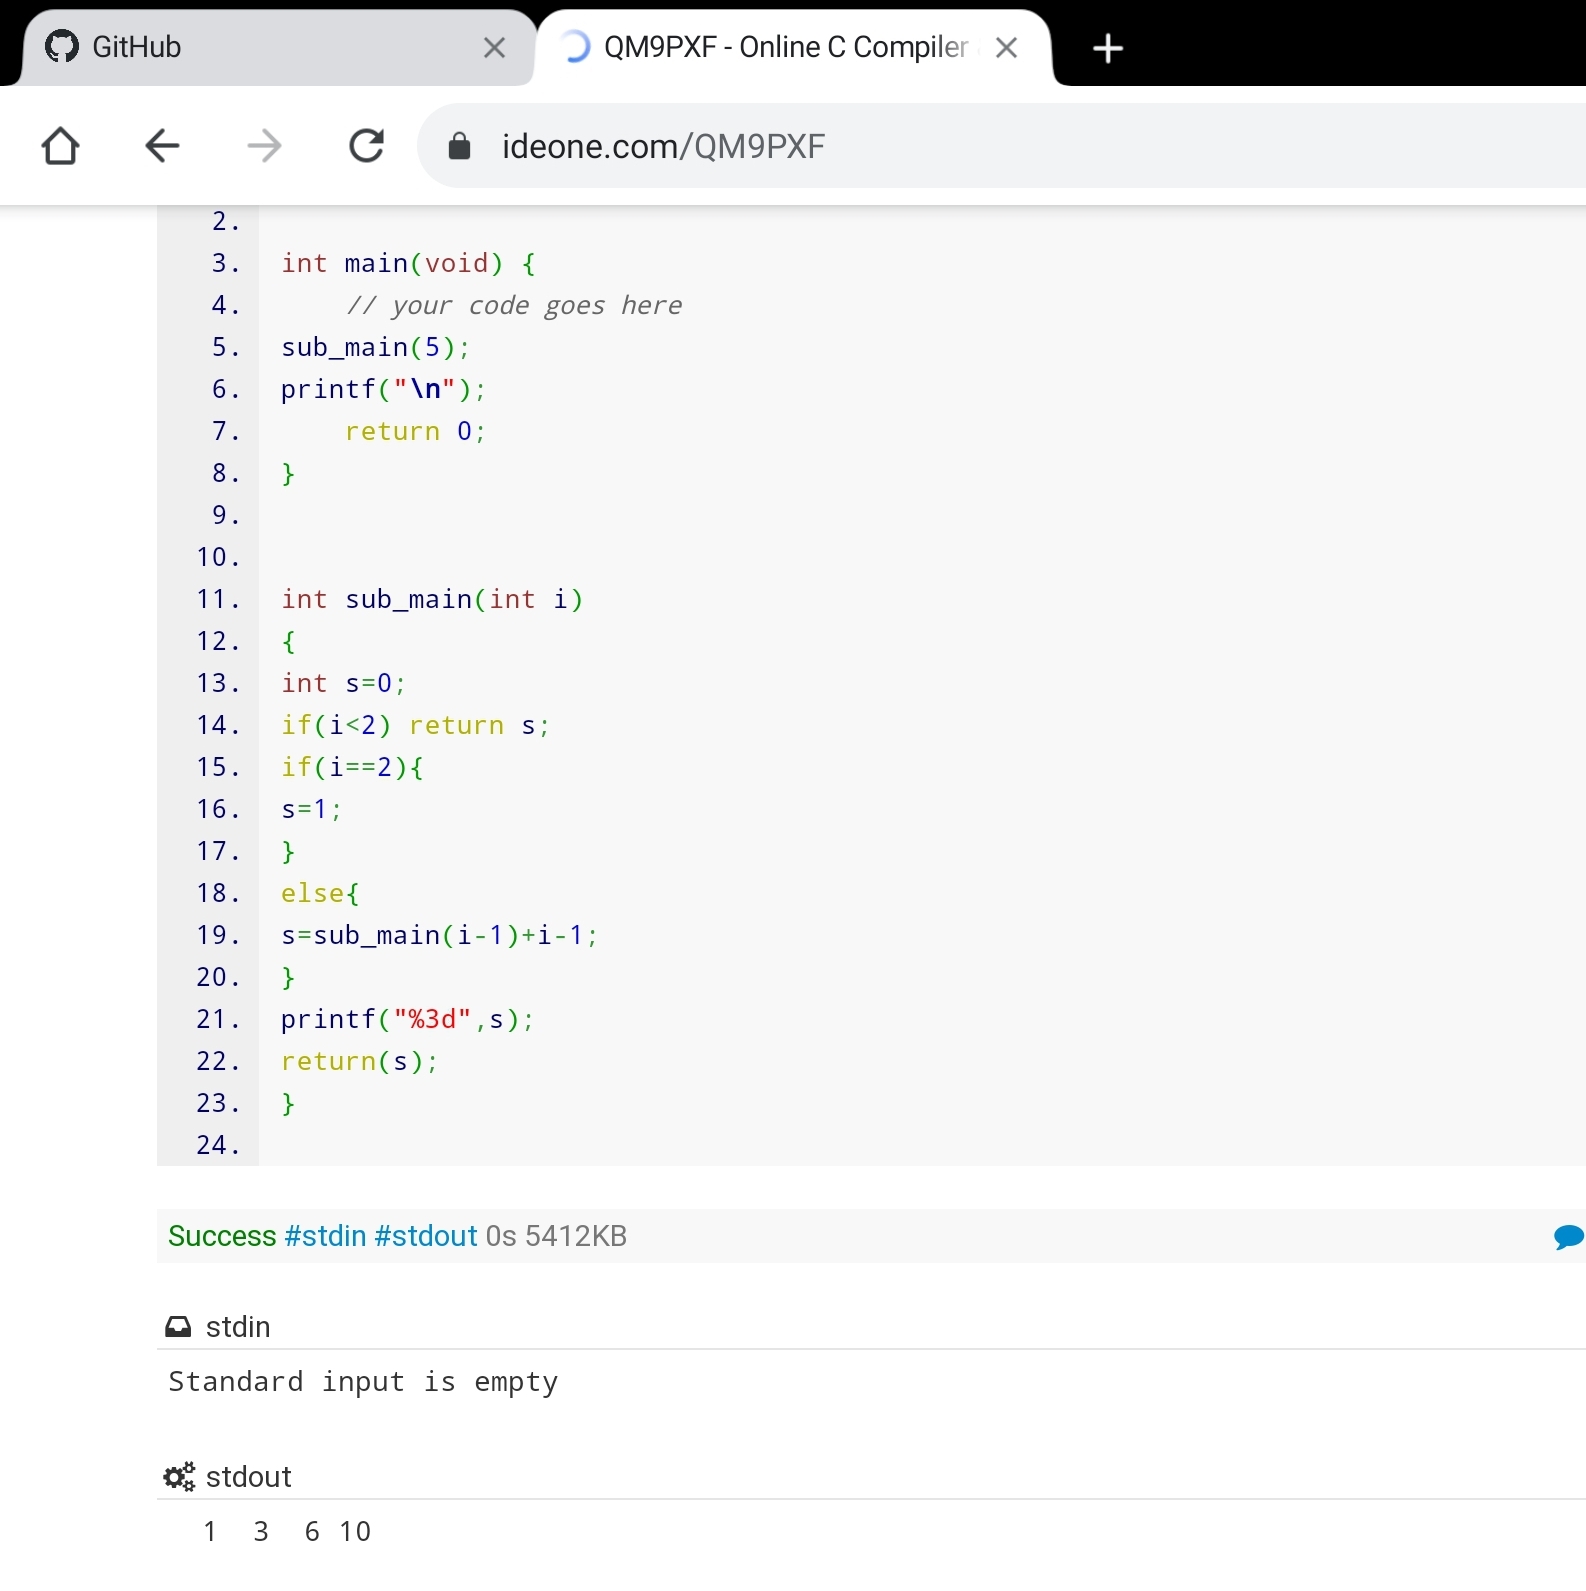 GitHub
QM9PXF - Online C Compiler
ideone.com/QM9PXF
2.
3. int main(void) {
4.     // your code goes here
5. sub_main(5);
6. printf("\n");
7.     return 0;
8. }
9.
10.
11. int sub_main(int i)
12. {
13. int s=0;
14. if(i<2) return s;
15. if(i==2){
16. s=1;
17. }
18. else{
19. s=sub_main(i-1)+i-1;
20. }
21. printf("%3d",s);
22. return(s);
23. }
24.
Success #stdin #stdout 0s 5412KB
stdin
Standard input is empty
stdout
  1  3  6 10